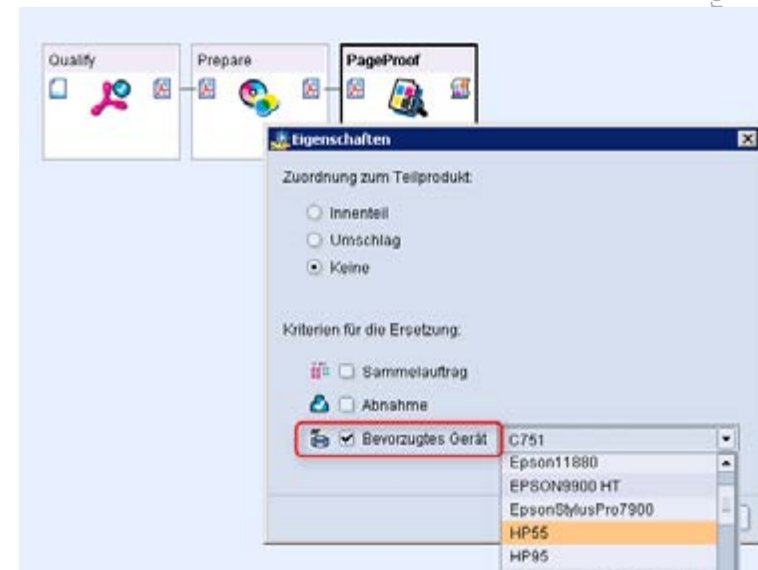 Qualify
Prepare
PageProof
Eigenschaften
Zuordnung zum Teilprodukt:
Innenteil
Umschlag
Keine
Kriterien für die Ersetzung:
Sammelauftrag
Abnahme
Bevorzugtes Gerät C751
Epson11880
EPSON9900 HT
EpsonStylusPro7900
HP55
HP95